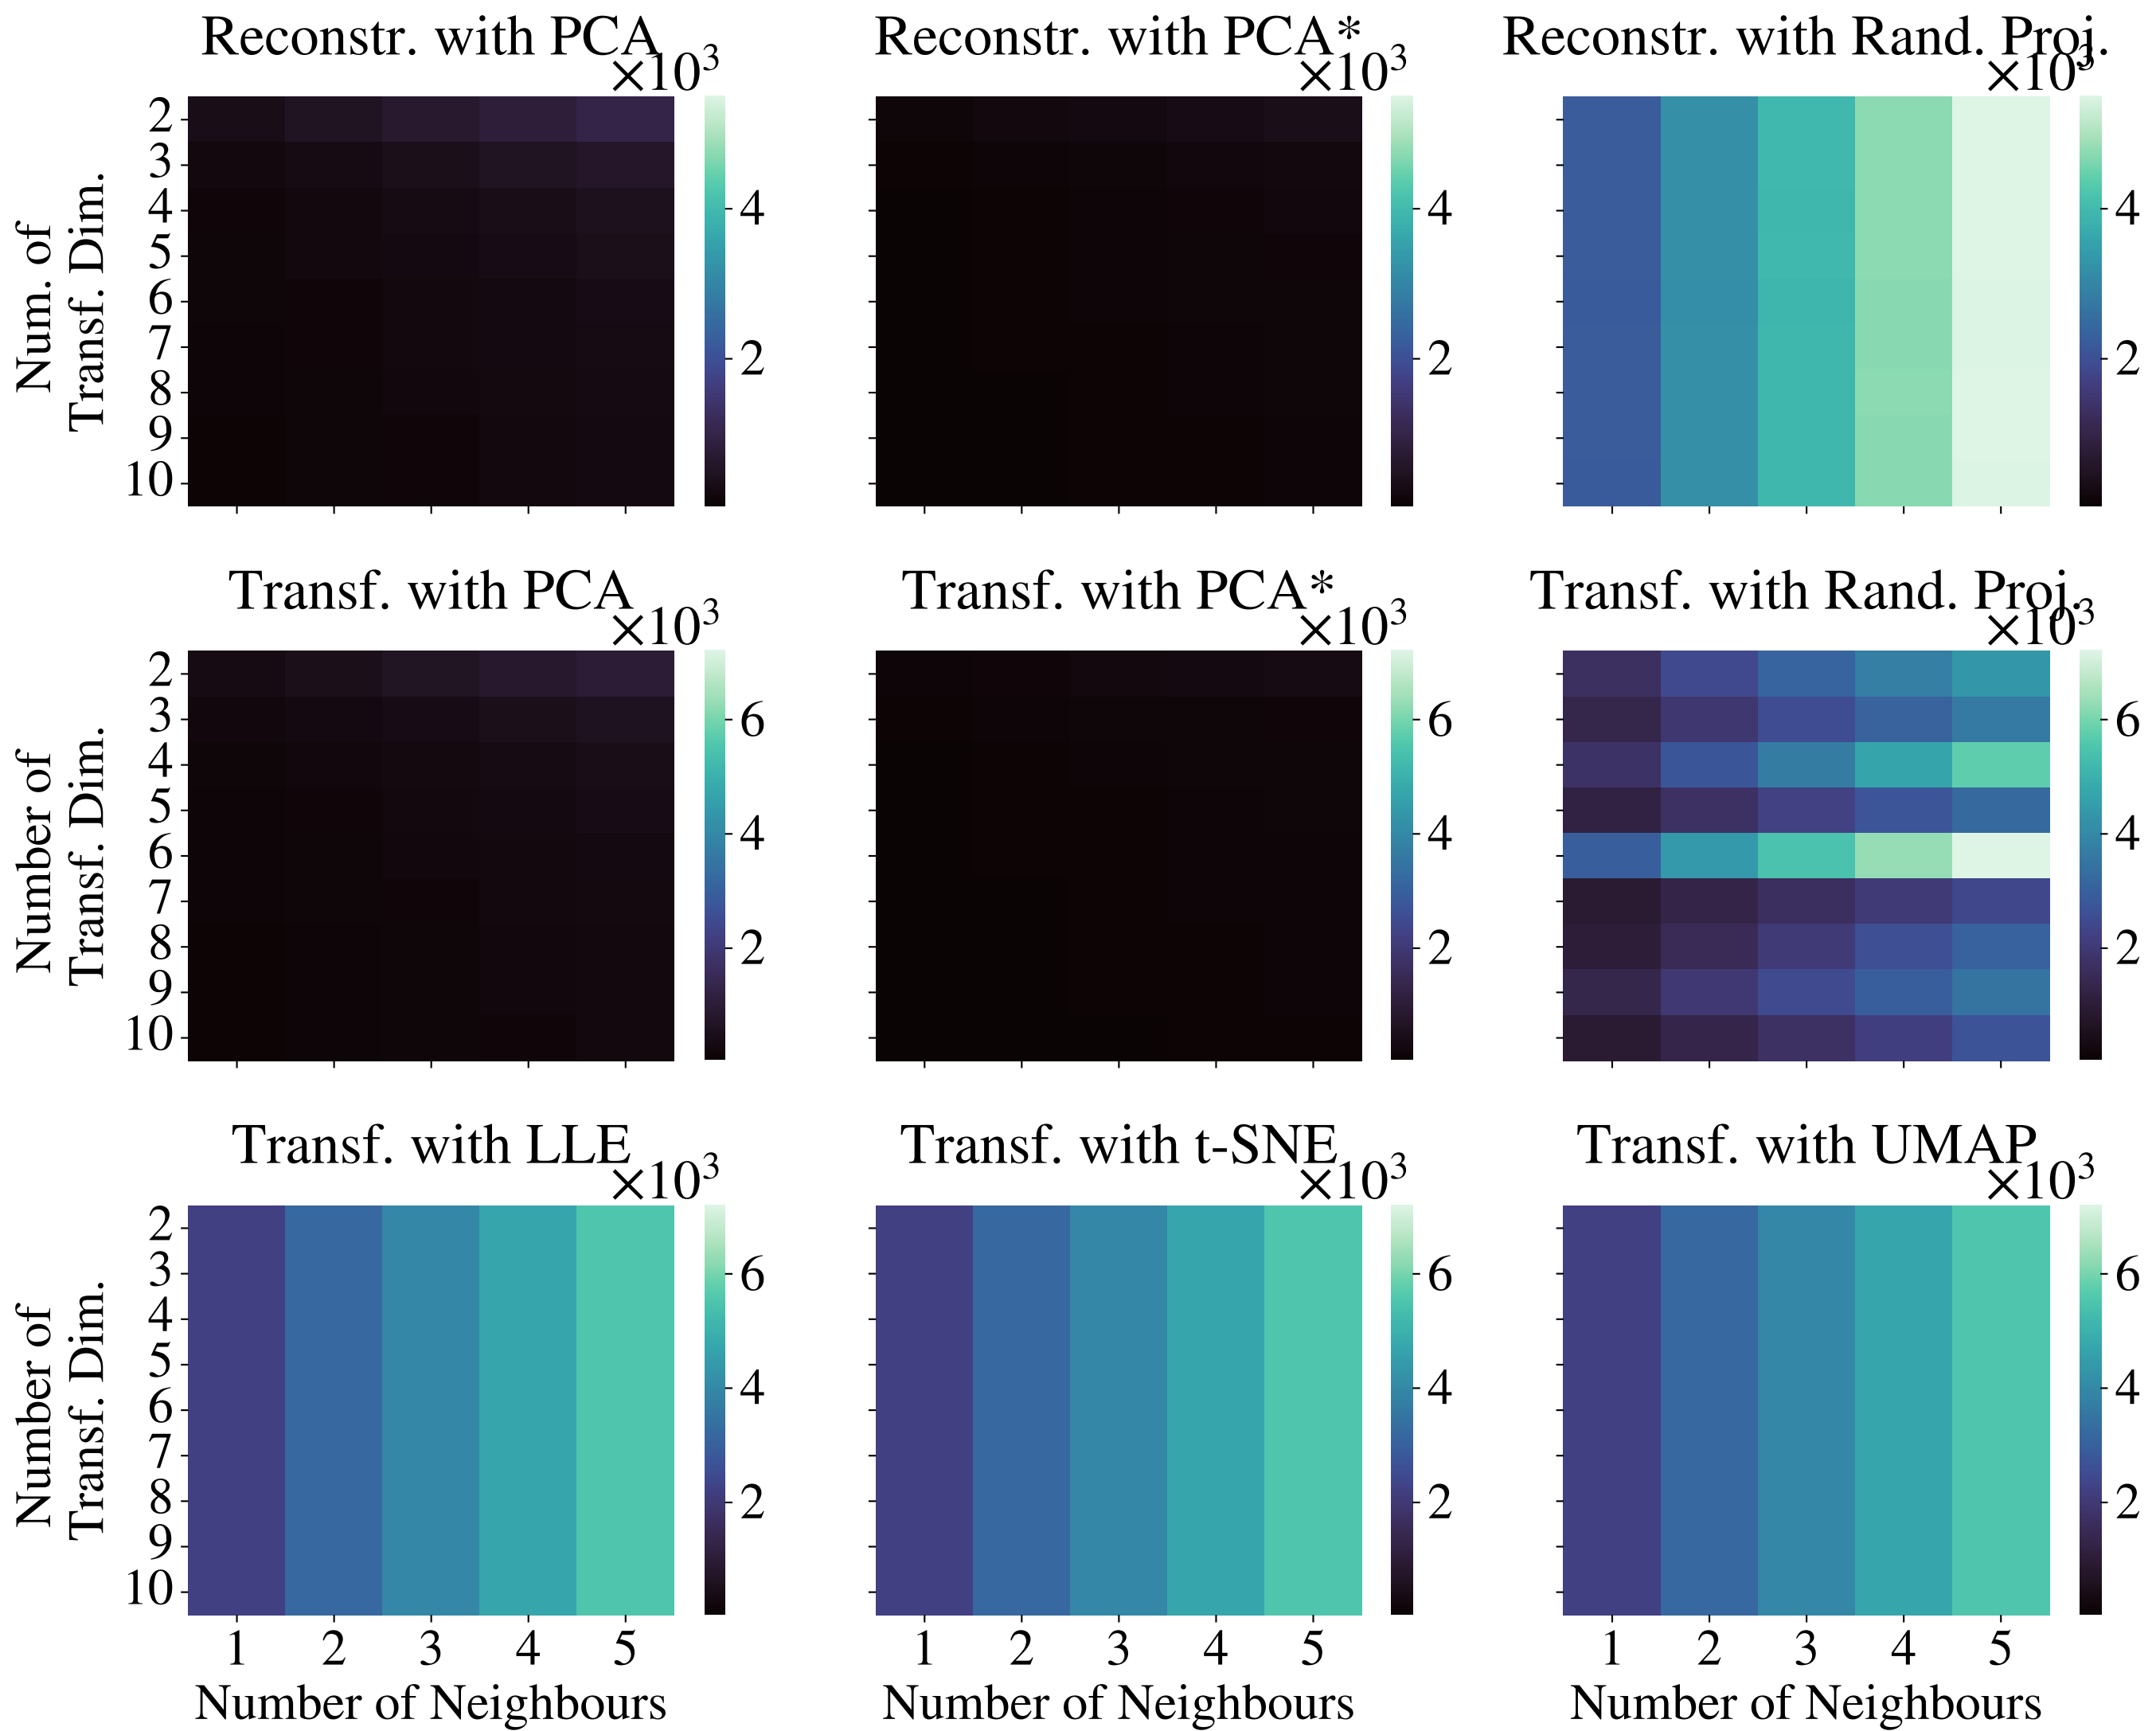 Reconstr. with PCA
Reconstr. with PCA*
Reconstr. with Rand. Proj.
×10³
×10³
×10³
Num. of
Transf. Dim.
2
3
4
5
6
7
8
9
10
4
2
4
2
4
2
Transf. with PCA
Transf. with PCA*
Transf. with Rand. Proj.
×10³
×10³
×10³
Number of
Transf. Dim.
2
3
4
5
6
7
8
9
10
6
4
2
6
4
2
6
4
2
Transf. with LLE
Transf. with t-SNE
Transf. with UMAP
×10³
×10³
×10³
Number of
Transf. Dim.
2
3
4
5
6
7
8
9
10
6
4
2
6
4
2
6
4
2
1 2 3 4 5
1 2 3 4 5
1 2 3 4 5
Number of Neighbours
Number of Neighbours
Number of Neighbours